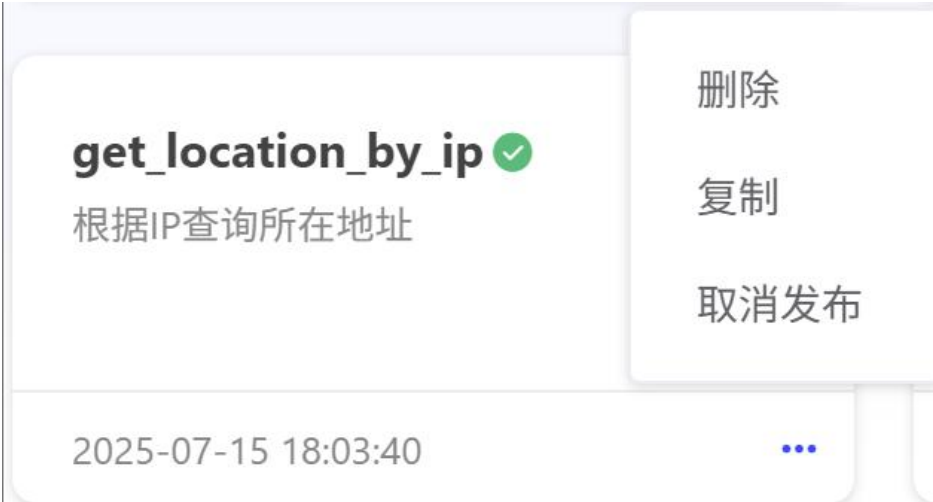 get_location_by_ip
根据IP查询所在地址
2025-07-15 18:03:40
删除
复制
取消发布